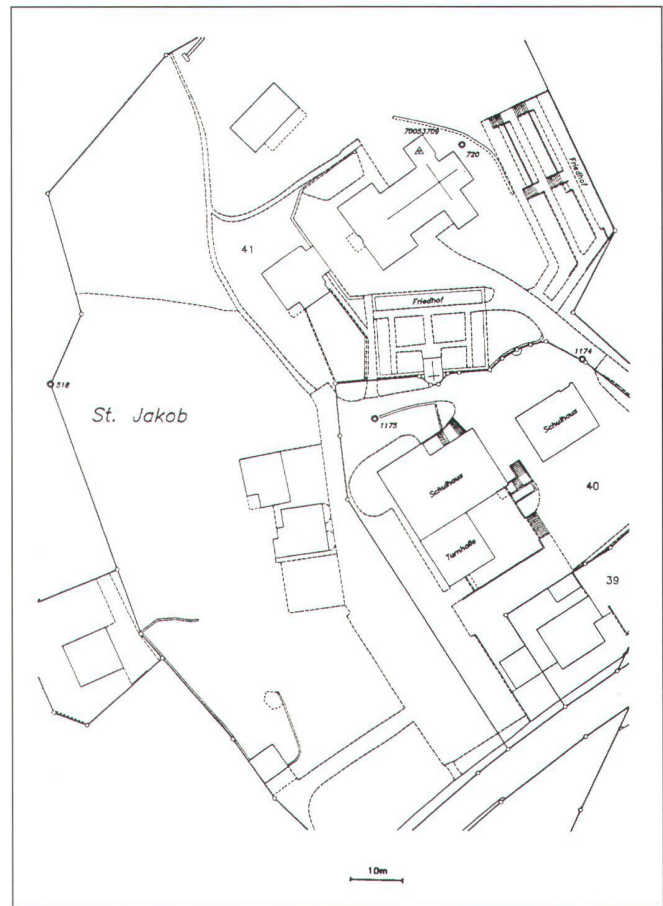 70053709
720
Friedhof
41
Friedhof
1174
518
St. Jakob
1175
Schulhaus
Schulhaus
40
Turnhalle
39
10m